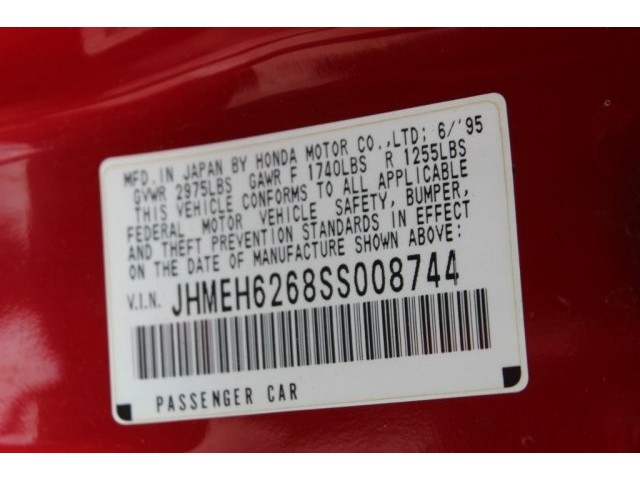 MFD.IN JAPAN BY HONDA MOTOR CO.,LTD; 6/'95
GVWR 2975LBS GAWR F 1740LBS R 1255LBS
THIS VEHICLE CONFORMS TO ALL APPLICABLE
FEDERAL MOTOR VEHICLE SAFETY, BUMPER,
AND THEFT PREVENTION STANDARDS IN EFFECT
ON THE DATE OF MANUFACTURE SHOWN ABOVE:
V.I.N. JHMEH6268SS008744
PASSENGER CAR